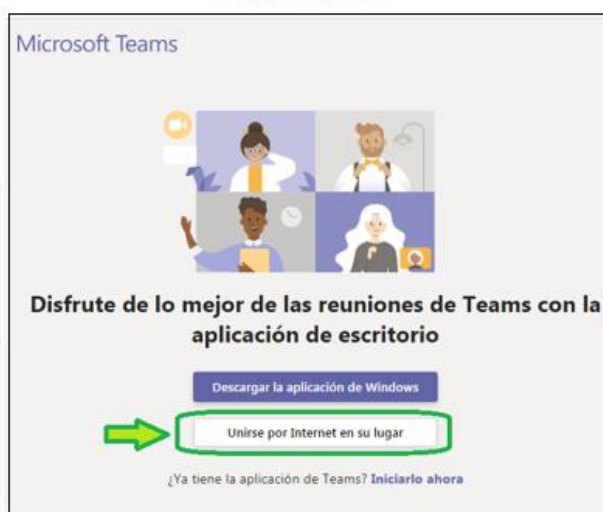 Microsoft Teams
Disfrute de lo mejor de las reuniones de Teams con la
aplicación de escritorio
Descargar la aplicación de Windows
Unirse por Internet en su lugar
¿Ya tiene la aplicación de Teams? Iniciarlo ahora